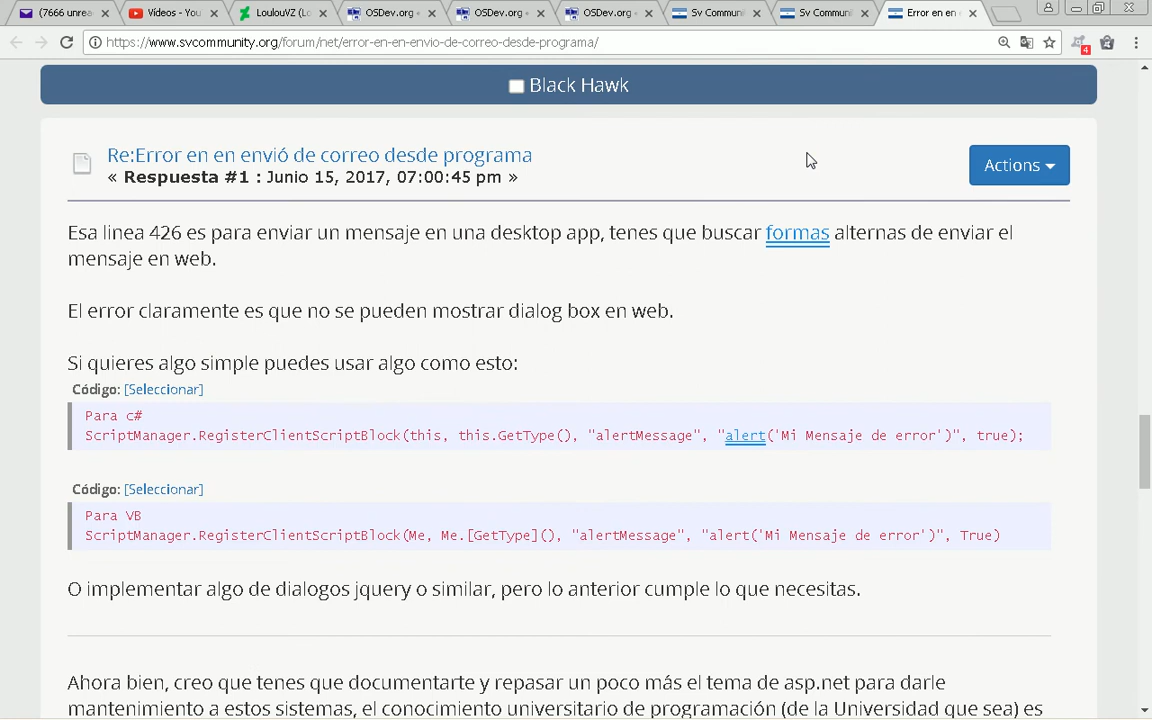 (7666 unrea
Vídeos - You
LoulouVZ (Lo
OSDev.org •
OSDev.org •
OSDev.org •
Sv Communi
Sv Communi
Error en en
https://www.svcommunity.org/forum/net/error-en-en-envio-de-correo-desde-programa/
4
Black Hawk
Re:Error en en envió de correo desde programa
« Respuesta #1 : Junio 15, 2017, 07:00:45 pm »
Actions
Esa linea 426 es para enviar un mensaje en una desktop app, tenes que buscar formas alternas de enviar el
mensaje en web.
El error claramente es que no se pueden mostrar dialog box en web.
Si quieres algo simple puedes usar algo como esto:
Código: [Seleccionar]
Para c#
ScriptManager.RegisterClientScriptBlock(this, this.GetType(), "alertMessage", "alert('Mi Mensaje de error')", true);
Código: [Seleccionar]
Para VB
ScriptManager.RegisterClientScriptBlock(Me, Me.[GetType](), "alertMessage", "alert('Mi Mensaje de error')", True)
O implementar algo de dialogos jquery o similar, pero lo anterior cumple lo que necesitas.
Ahora bien, creo que tenes que documentarte y repasar un poco más el tema de asp.net para darle
mantenimiento a estos sistemas, el conocimiento universitario de programación (de la Universidad que sea) es